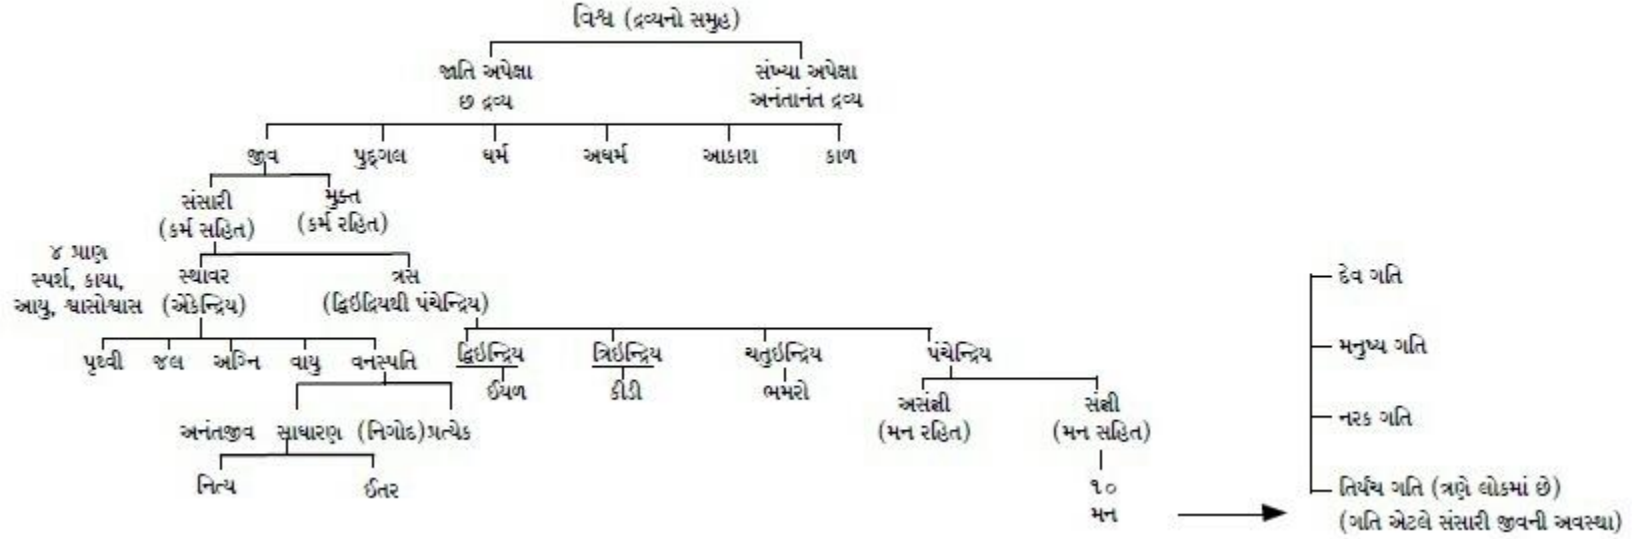 વિશ્વ (દ્રવ્યનો સમુહ)
જાતિ અપેક્ષા
છ દ્રવ્ય
સંખ્યા અપેક્ષા
અનંતાનંત દ્રવ્ય
જીવ પુદ્ગલ ધર્મ અધર્મ આકાશ કાળ
સંસારી
(કર્મ સહિત)
મુક્ત
(કર્મ રહિત)
૪ પ્રાણ
સ્પર્શ, કાયા,
આયુ, શ્વાસોશ્વાસ
સ્થાવર
(એકેન્દ્રિય)
ત્રસ
(દ્વિઇંદ્રિયથી પંચેન્દ્રિય)
પૃથ્વી જલ અગ્નિ વાયુ વનસ્પતિ
દ્વિઇન્દ્રિય ત્રિઇન્દ્રિય ચતુઇન્દ્રિય પંચેન્દ્રિય
ઈયળ કીડી ભમરો
અસંજ્ઞી
(મન રહિત)
સંજ્ઞી
(મન સહિત)
અનંતજીવ સાધારણ (નિગોદ) પ્રત્યેક
નિત્ય ઈતર
૧૦
મન
દેવ ગતિ
મનુષ્ય ગતિ
નરક ગતિ
તિર્યંચ ગતિ (ત્રણે લોકમાં છે)
(ગતિ એટલે સંસારી જીવની અવસ્થા)